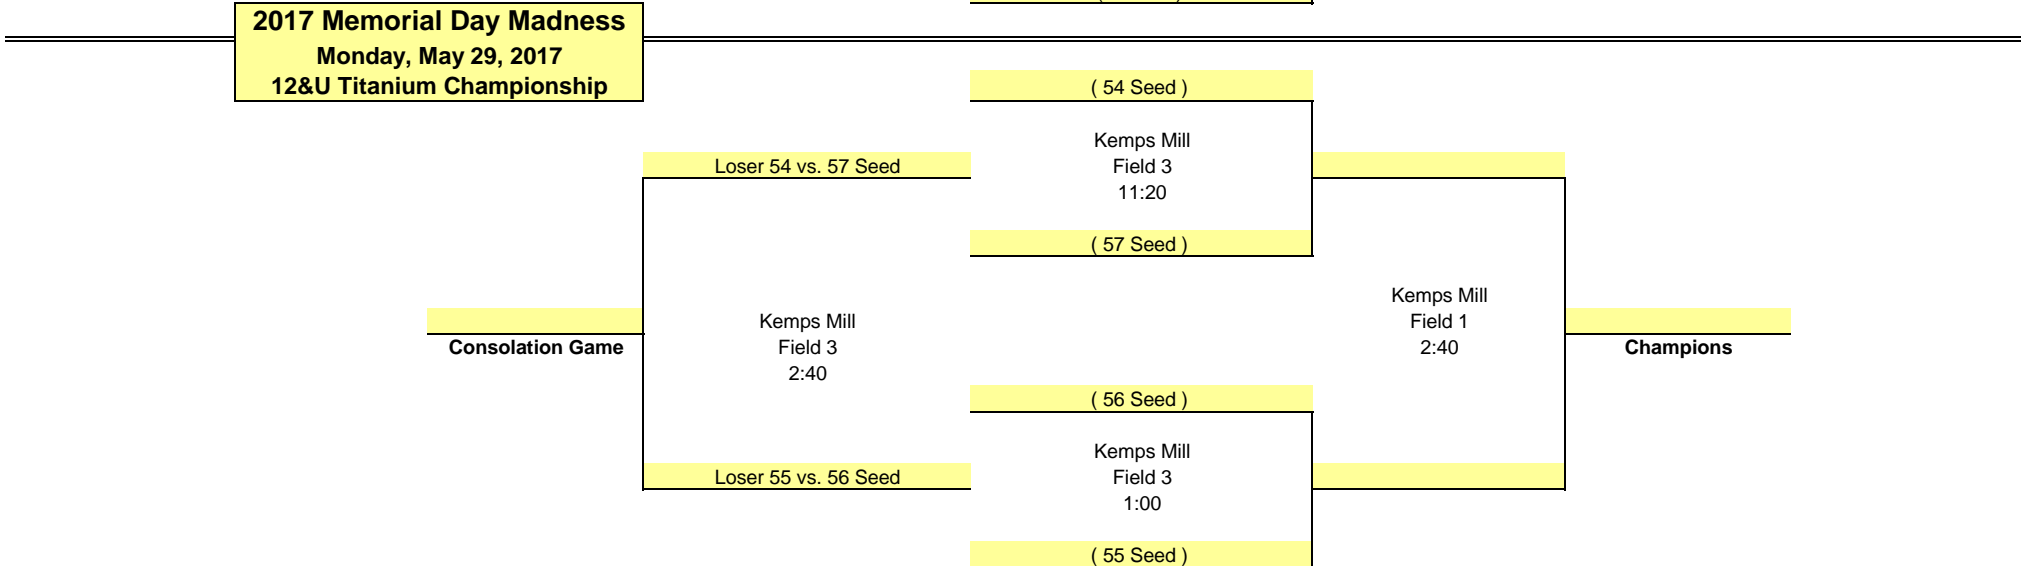 2017 Memorial Day Madness
Monday, May 29, 2017
12&U Titanium Championship
( 54 Seed )
Kemps Mill
Loser 54 vs. 57 Seed
Field 3
11:20
( 57 Seed )
Kemps Mill
Kemps Mill
Field 3
2:40
Field 1
2:40
Consolation Game
Champions
( 56 Seed )
Kemps Mill
Loser 55 vs. 56 Seed
Field 3
1:00
( 55 Seed )